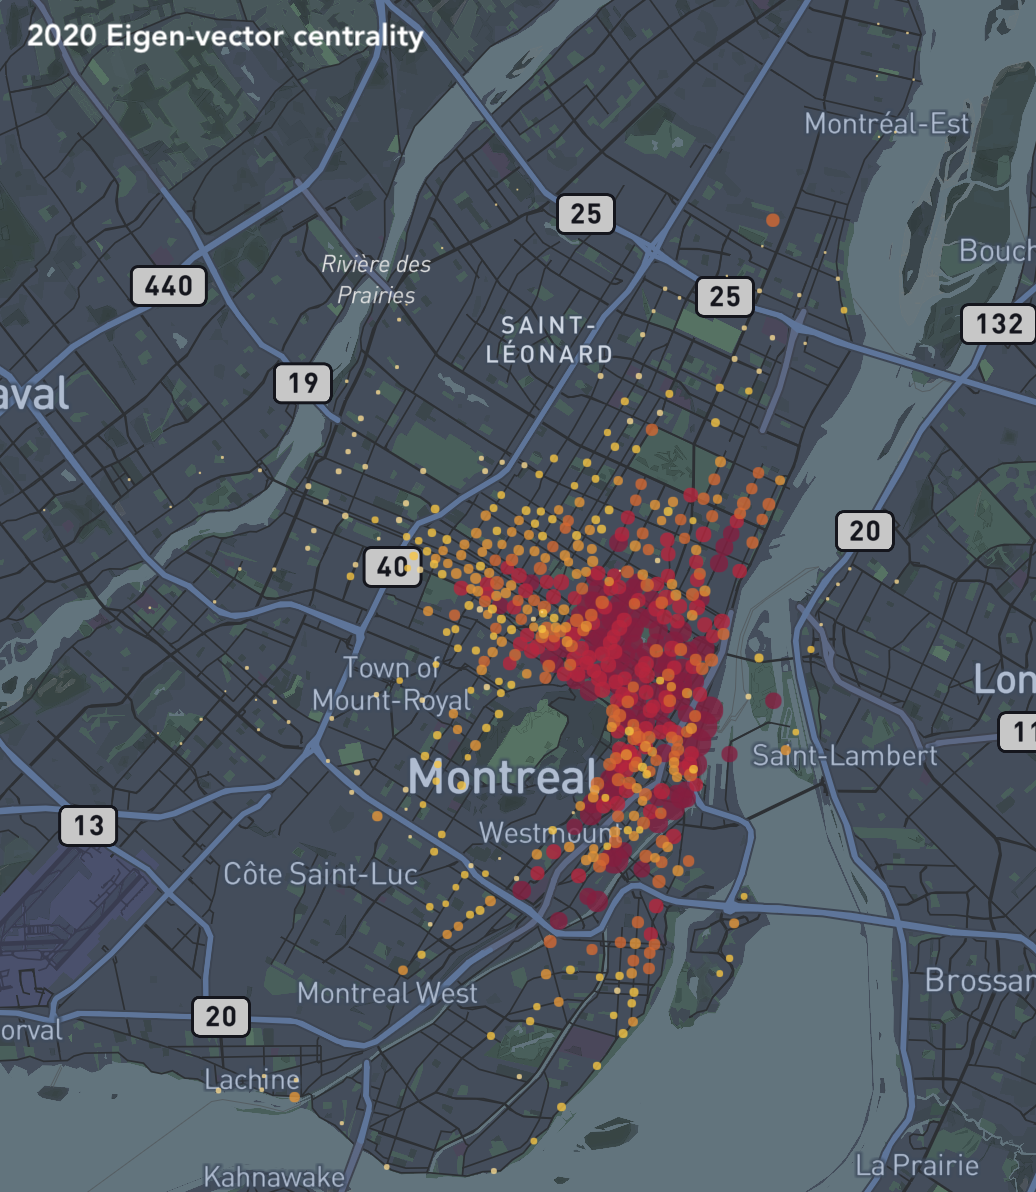 2020 Eigen-vector centrality
Montréal-Est
25
Bouch
Rivière des
Prairies
440
25
132
SAINT-
LÉONARD
19
aval
20
40
Town of
Mount-Royal
Lon
11
Saint-Lambert
Montreal
13
Westmount
Côte Saint-Luc
Brossar
Montreal West
20
orval
Lachine
La Prairie
Kahnawake